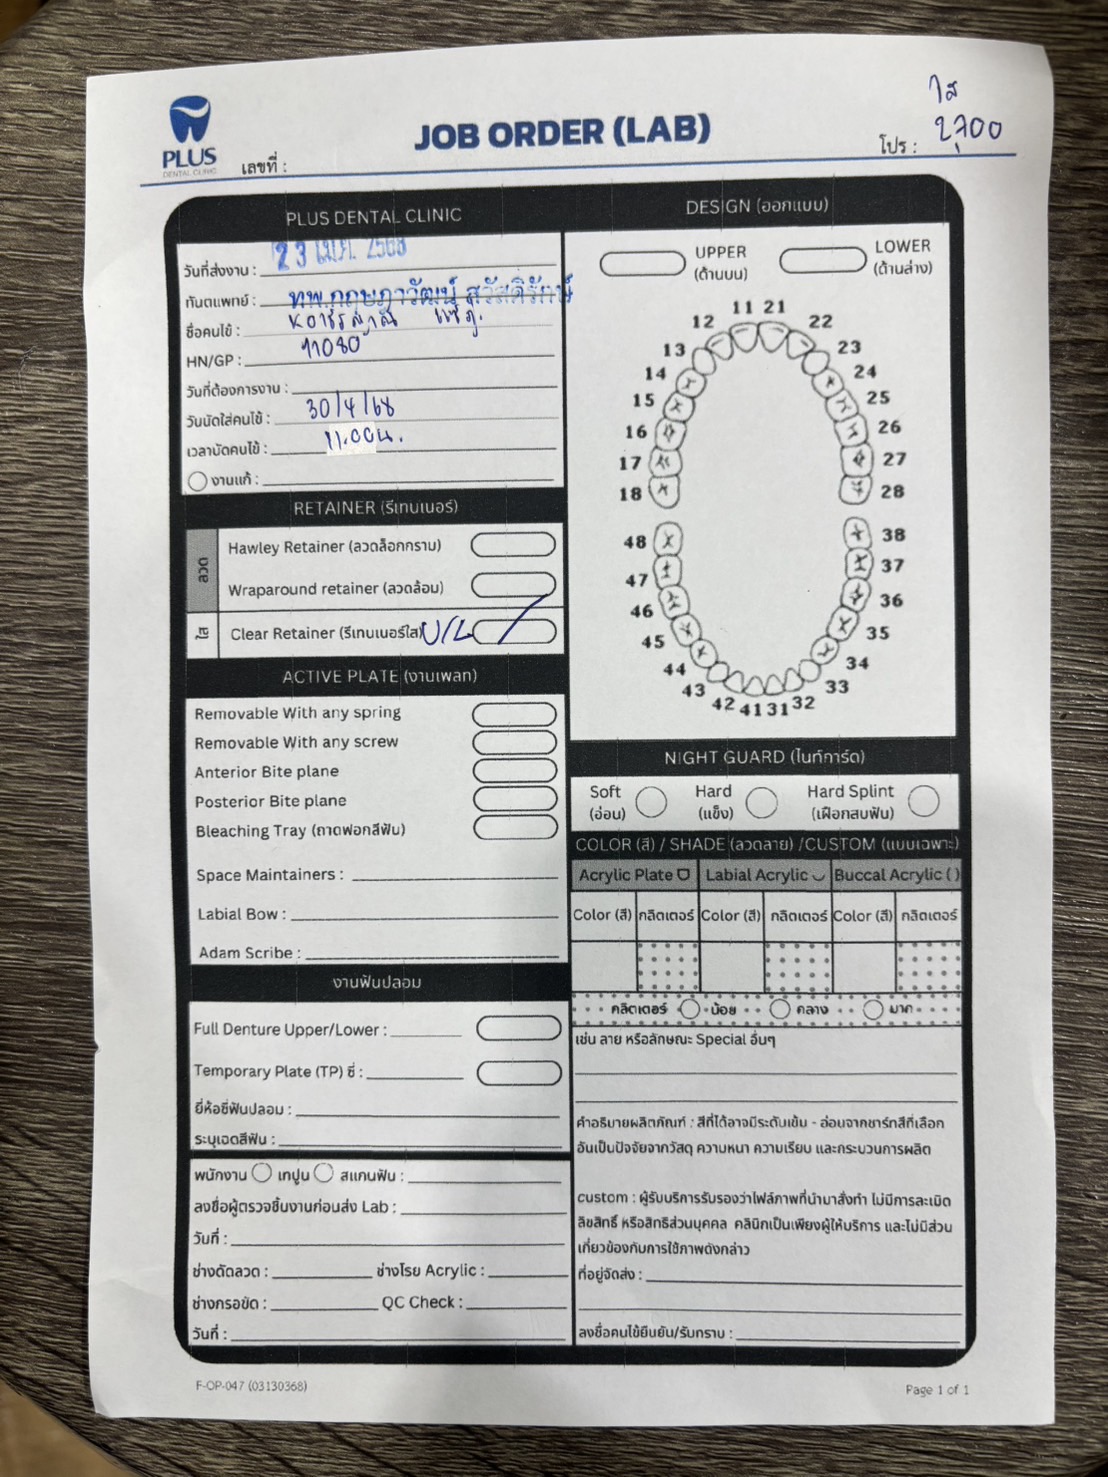 PLUS
DENTAL CLINIC
เลขที่ :
JOB ORDER (LAB)
ใส
โปร : 2,700
PLUS DENTAL CLINIC
วันที่ส่งงาน : 23 เม.ย. 2568
ทันตแพทย์ : ทพ.กฤษฎาวัฒน์ สวัสดิรักษ์
ชื่อคนไข้ :
HN/GP : 11080
วันที่ต้องการงาน :
วันนัดใส่คนไข้ : 30/4/68
เวลานัดคนไข้ : 11.00น.
งานแก้ :
RETAINER (รีเทนเนอร์)
ลวด
Hawley Retainer (ลวดล็อกกราม)
Wraparound retainer (ลวดล้อม)
ใส
Clear Retainer (รีเทนเนอร์ใส) U/L /
ACTIVE PLATE (งานเพลท)
Removable With any spring
Removable With any screw
Anterior Bite plane
Posterior Bite plane
Bleaching Tray (ถาดฟอกสีฟัน)
Space Maintainers :
Labial Bow :
Adam Scribe :
งานฟันปลอม
Full Denture Upper/Lower :
Temporary Plate (TP) ซี่ :
ยี่ห้อซี่ฟันปลอม :
ระบุเฉดสีฟัน :
พนักงาน เทปูน สแกนฟัน :
ลงชื่อผู้ตรวจชิ้นงานก่อนส่ง Lab :
วันที่ :
ช่างดัดลวด : ช่างโรย Acrylic :
ช่างกรอขัด : QC Check :
วันที่ :
DESIGN (ออกแบบ)
UPPER (ด้านบน) LOWER (ด้านล่าง)
11 21
12 22
13 23
14 24
15 25
16 26
17 27
18 28
48 38
47 37
46 36
45 35
44 34
43 33
42 41 31 32
NIGHT GUARD (ไนท์การ์ด)
Soft (อ่อน) Hard (แข็ง) Hard Splint (เฝือกสบฟัน)
COLOR (สี) / SHADE (ลวดลาย) /CUSTOM (แบบเฉพาะ)
Acrylic Plate Labial Acrylic Buccal Acrylic ( )
Color (สี) กลิตเตอร์ Color (สี) กลิตเตอร์ Color (สี) กลิตเตอร์
กลิตเตอร์ น้อย กลาง มาก
เช่น ลาย หรือลักษณะ Special อื่นๆ
คำอธิบายผลิตภัณฑ์ : สีที่ได้อาจมีระดับเข้ม - อ่อนจากชาร์ทสีที่เลือก
อันเป็นปัจจัยจากวัสดุ ความหนา ความเรียบ และกระบวนการผลิต
custom : ผู้รับบริการรับรองว่าไฟล์ภาพที่นำมาสั่งทำ ไม่มีการละเมิด
ลิขสิทธิ์ หรือสิทธิส่วนบุคคล คลินิกเป็นเพียงผู้ให้บริการ และไม่มีส่วน
เกี่ยวข้องกับการใช้ภาพดังกล่าว
ที่อยู่จัดส่ง :
ลงชื่อคนไข้ยืนยัน/รับทราบ :
F-OP-047 (03130368)
Page 1 of 1